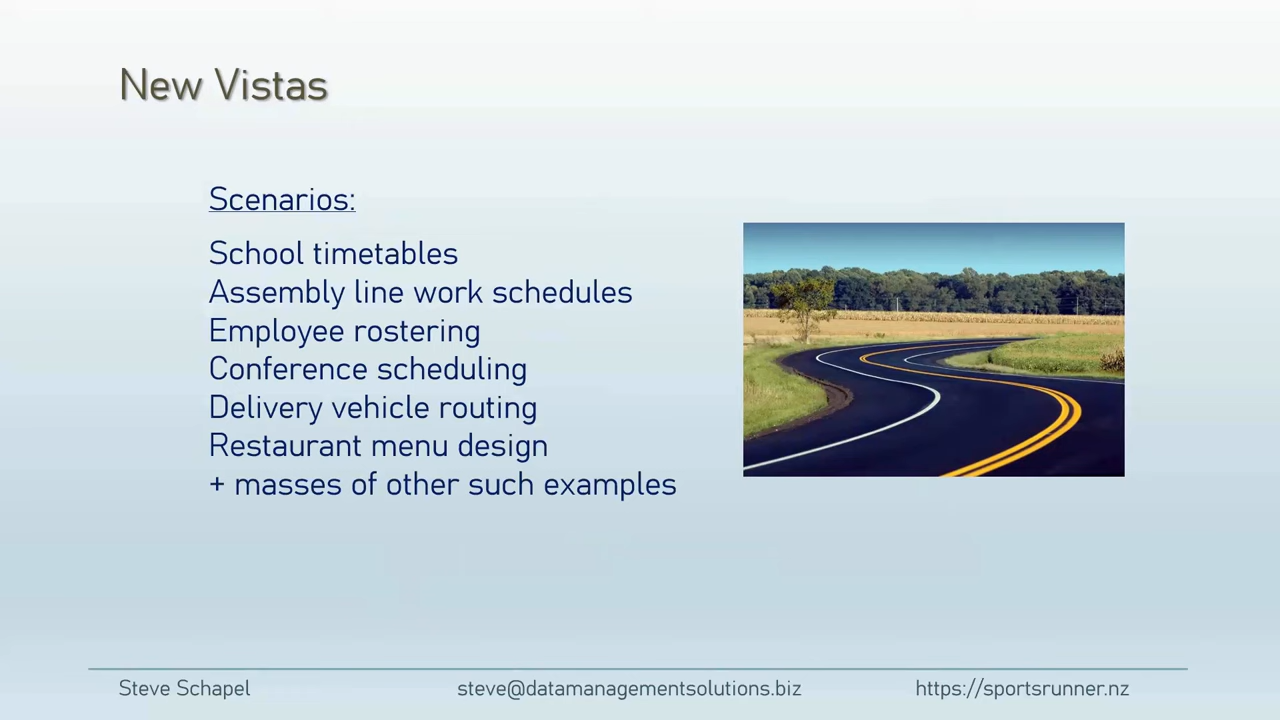 New Vistas
Scenarios:
School timetables
Assembly line work schedules
Employee rostering
Conference scheduling
Delivery vehicle routing
Restaurant menu design
+ masses of other such examples
Steve Schapel
steve@datamanagementsolutions.biz
https://sportsrunner.nz